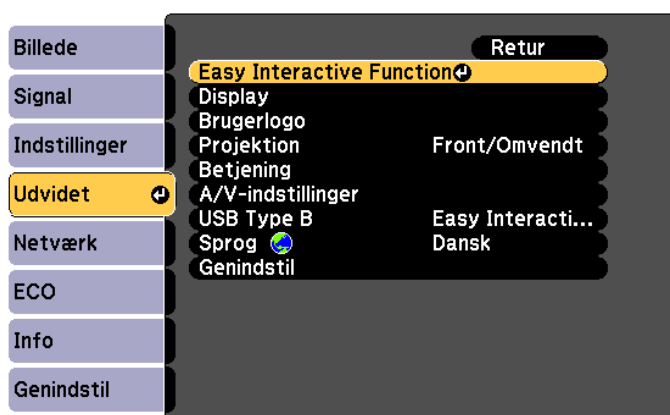 Billede
Signal
Indstillinger
Udvidet
Netværk
ECO
Info
Genindstil
Retur
Easy Interactive Function
Display
Brugerlogo
Projektion Front/Omvendt
Betjening
A/V-indstillinger
USB Type B Easy Interacti...
Sprog Dansk
Genindstil